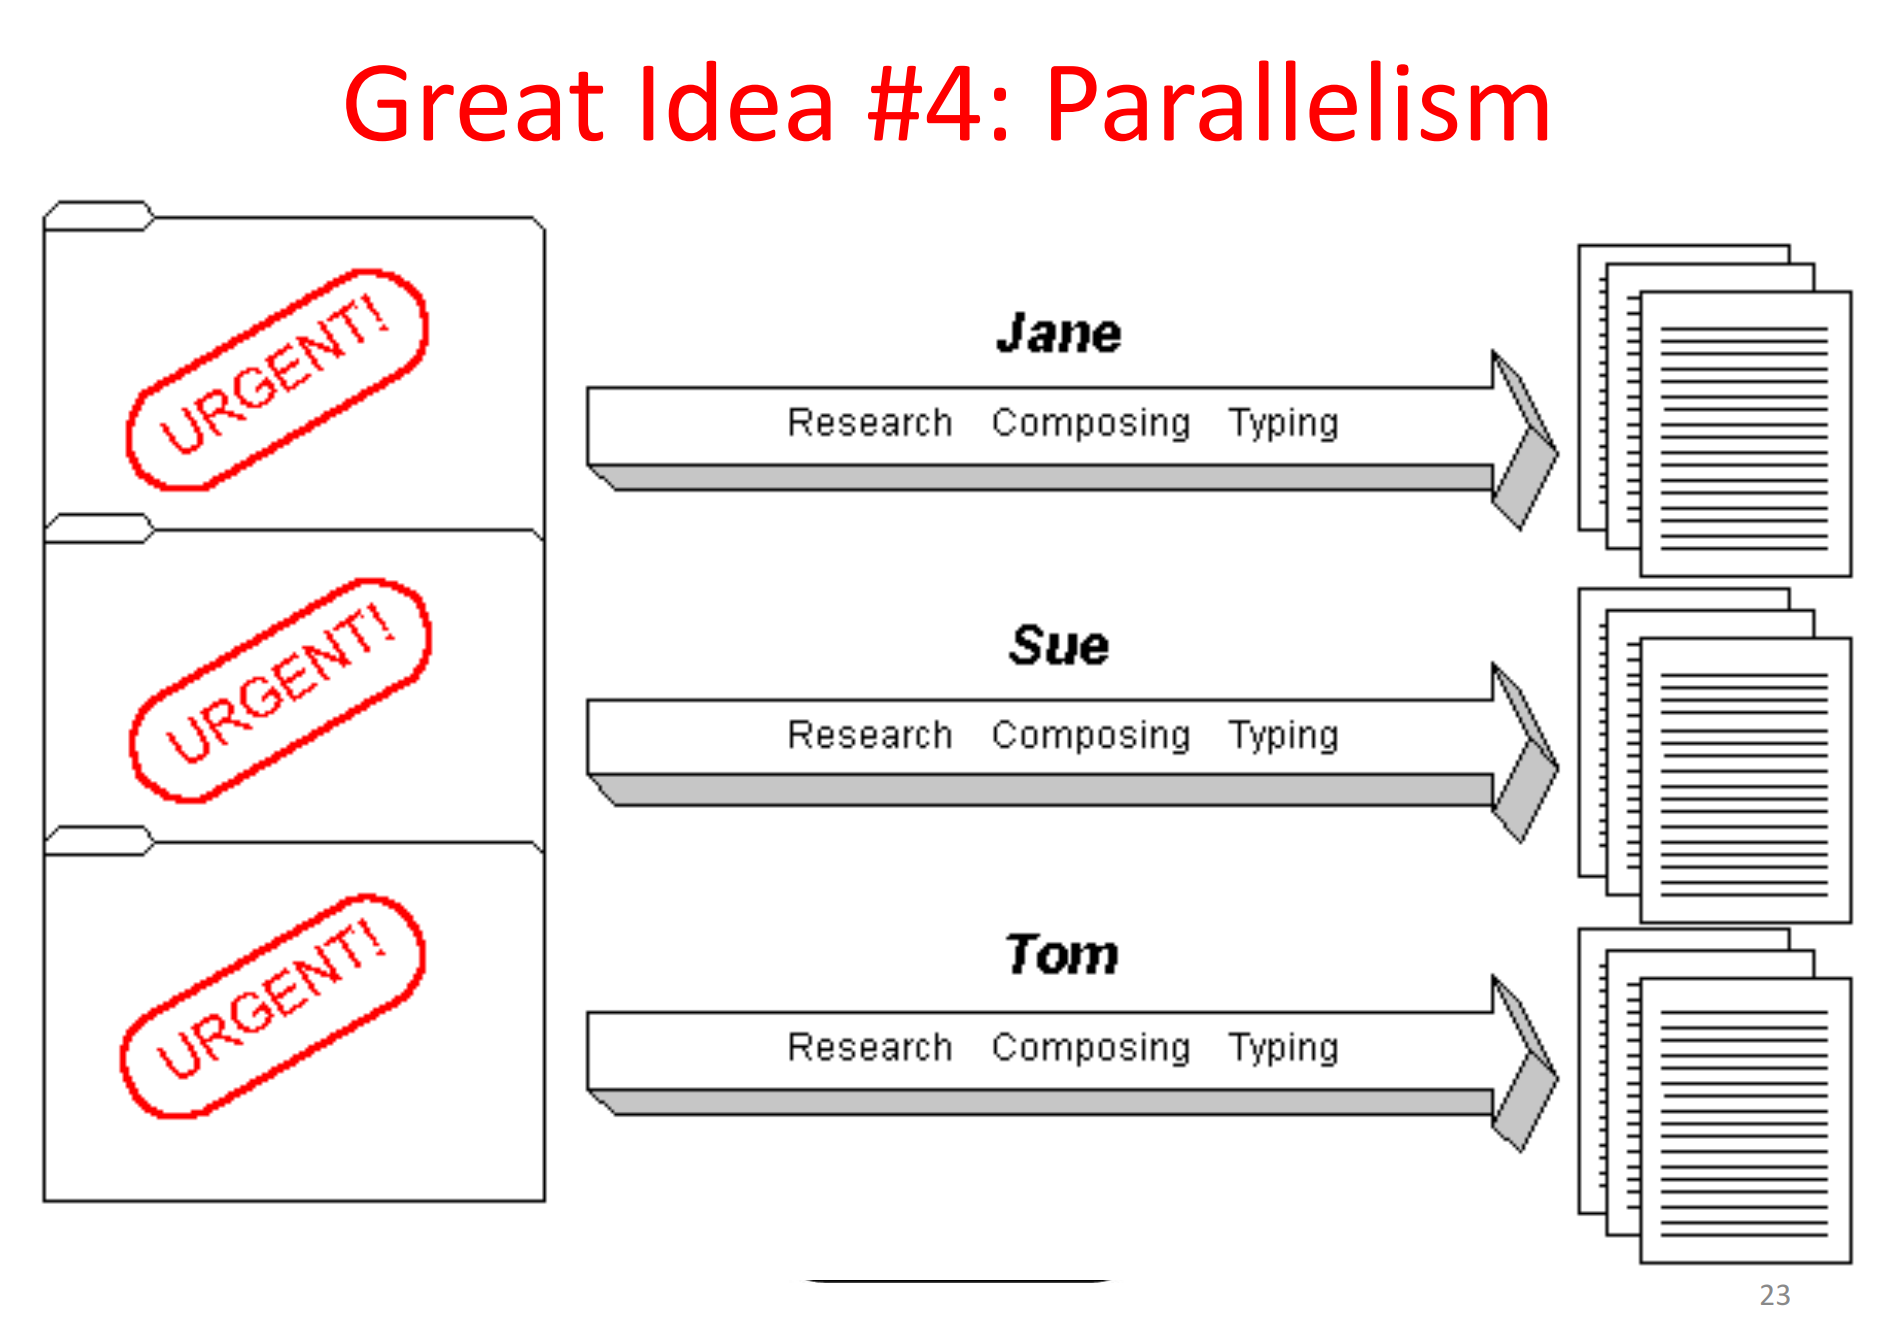 Great Idea #4: Parallelism
URGENT!
Jane
Research Composing Typing
URGENT!
Sue
Research Composing Typing
URGENT!
Tom
Research Composing Typing
23